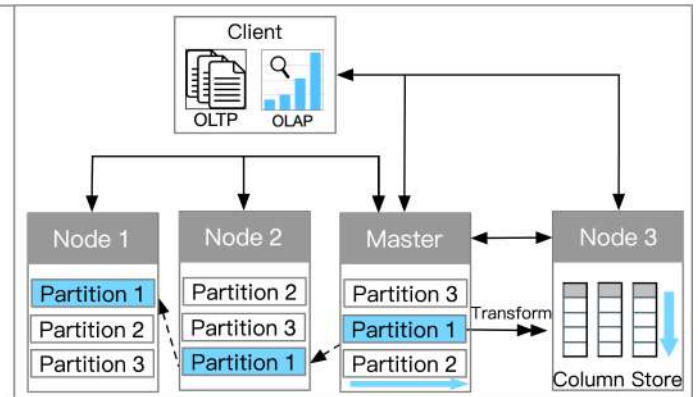 Client
OLTP OLAP
Node 1
Partition 1
Partition 2
Partition 3
Node 2
Partition 2
Partition 3
Partition 1
Master
Partition 3
Partition 1
Partition 2
Transform
Node 3
Column Store